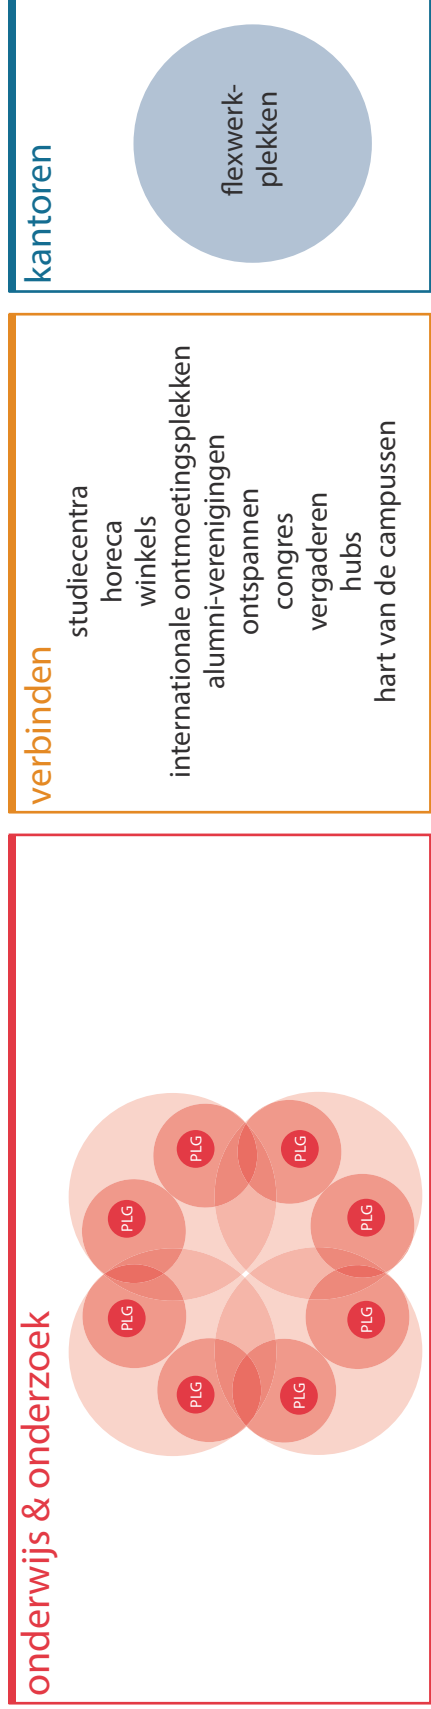 onderwijs & onderzoek
PLG
PLG
PLG
PLG
PLG
PLG
PLG
PLG
verbinden
studiecentra
horeca
winkels
internationale ontmoetingsplekken
alumni-verenigingen
ontspannen
congres
vergaderen
hubs
hart van de campussen
kantoren
flexwerk-
plekken